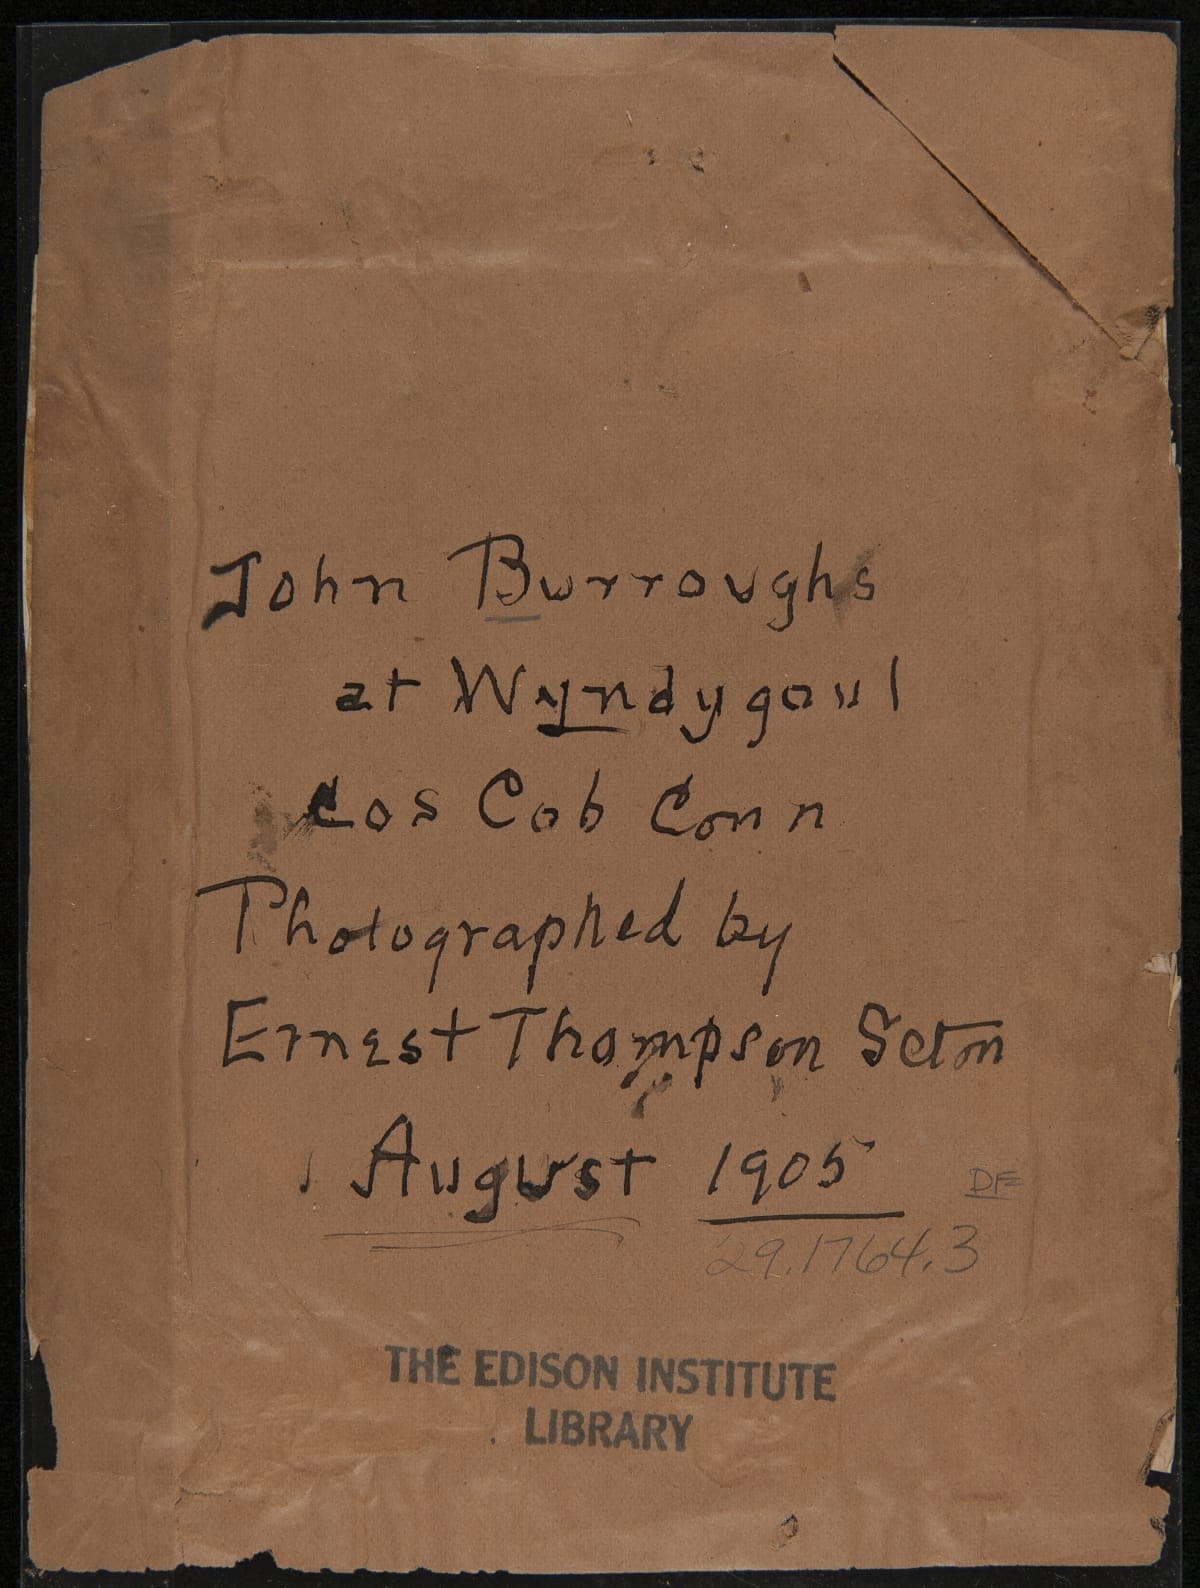 John Burroughs
at Wyndygoul
Cos Cob Conn
Photographed by
Ernest Thompson Seton
August 1905
DF
29.1764.3
THE EDISON INSTITUTE
LIBRARY